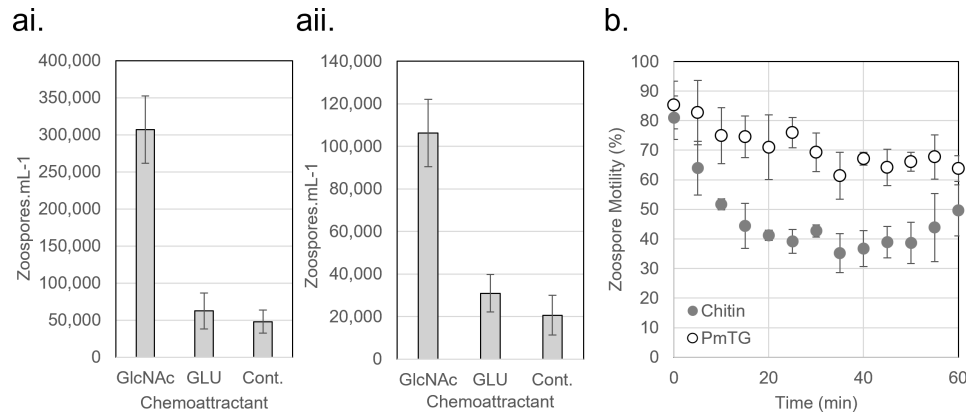 ai.
400,000
350,000
300,000
250,000
200,000
150,000
100,000
50,000
0
Zoospores.mL-1
GlcNAc GLU Cont.
Chemoattractant
aii.
140,000
120,000
100,000
80,000
60,000
40,000
20,000
0,000
Zoospores.mL-1
GlcNAc GLU Cont.
Chemoattractant
b.
100
90
80
70
60
50
40
30
20
10
0
Zoospore Motility (%)
Chitin
PmTG
0 20 40 60
Time (min)